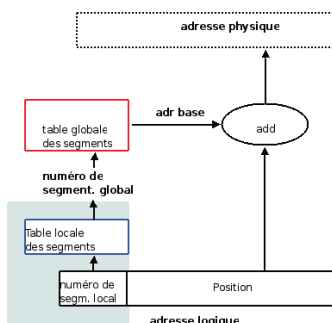 adresse physique
adr base
add
table globale
des segments
numéro de
segment. global
Table locale
des segments
numéro de
segm. local
Position
adresse logique